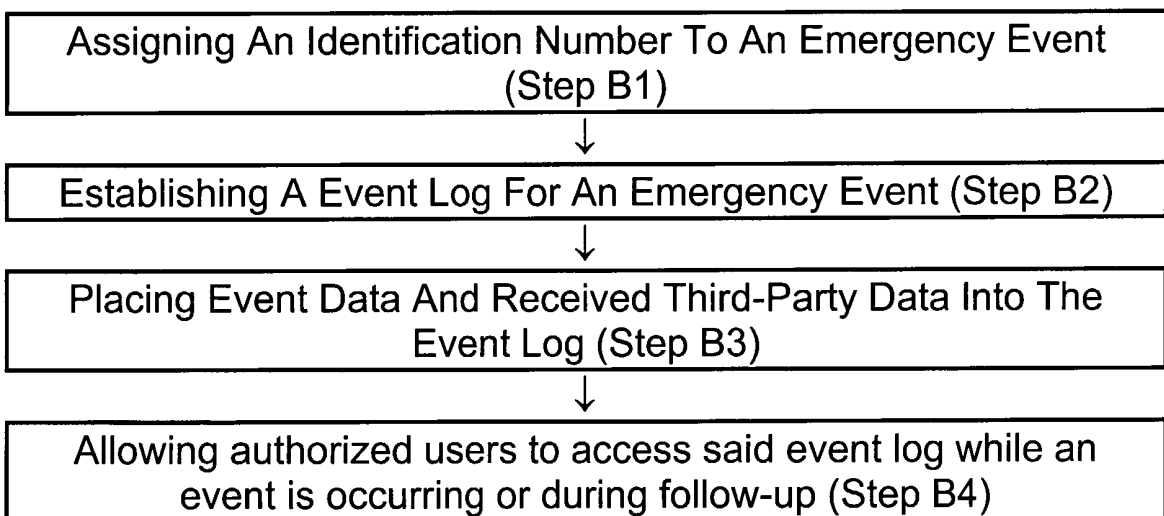 Assigning An Identification Number To An Emergency Event
(Step B1)
↓
Establishing A Event Log For An Emergency Event (Step B2)
↓
Placing Event Data And Received Third-Party Data Into The
Event Log (Step B3)
↓
Allowing authorized users to access said event log while an
event is occurring or during follow-up (Step B4)